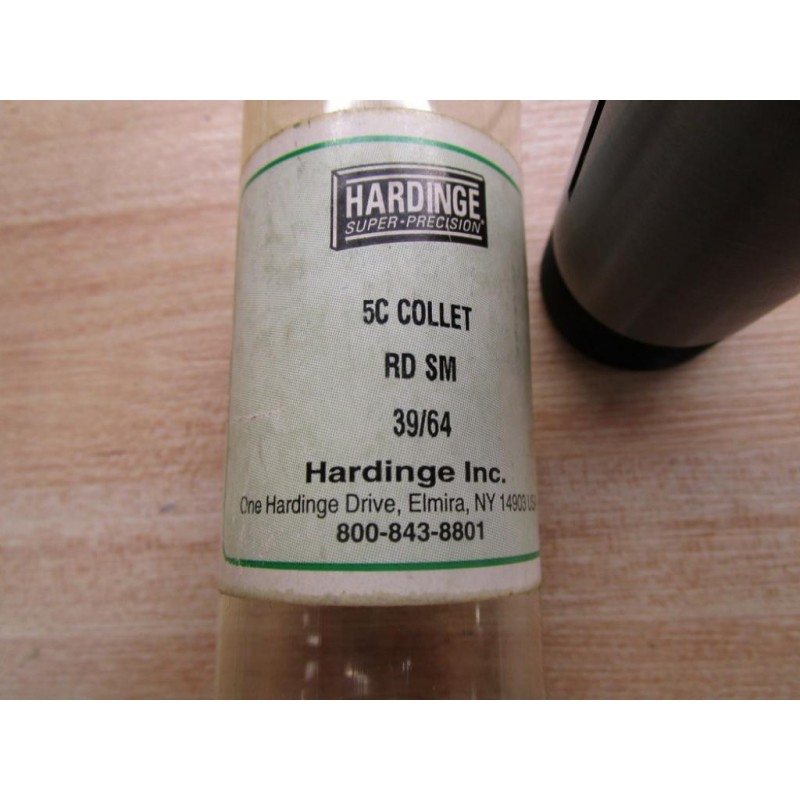 HARDINGE
SUPER-PRECISION®
5C COLLET
RD SM
39/64
Hardinge Inc.
One Hardinge Drive, Elmira, NY 14903 USA
800-843-8801